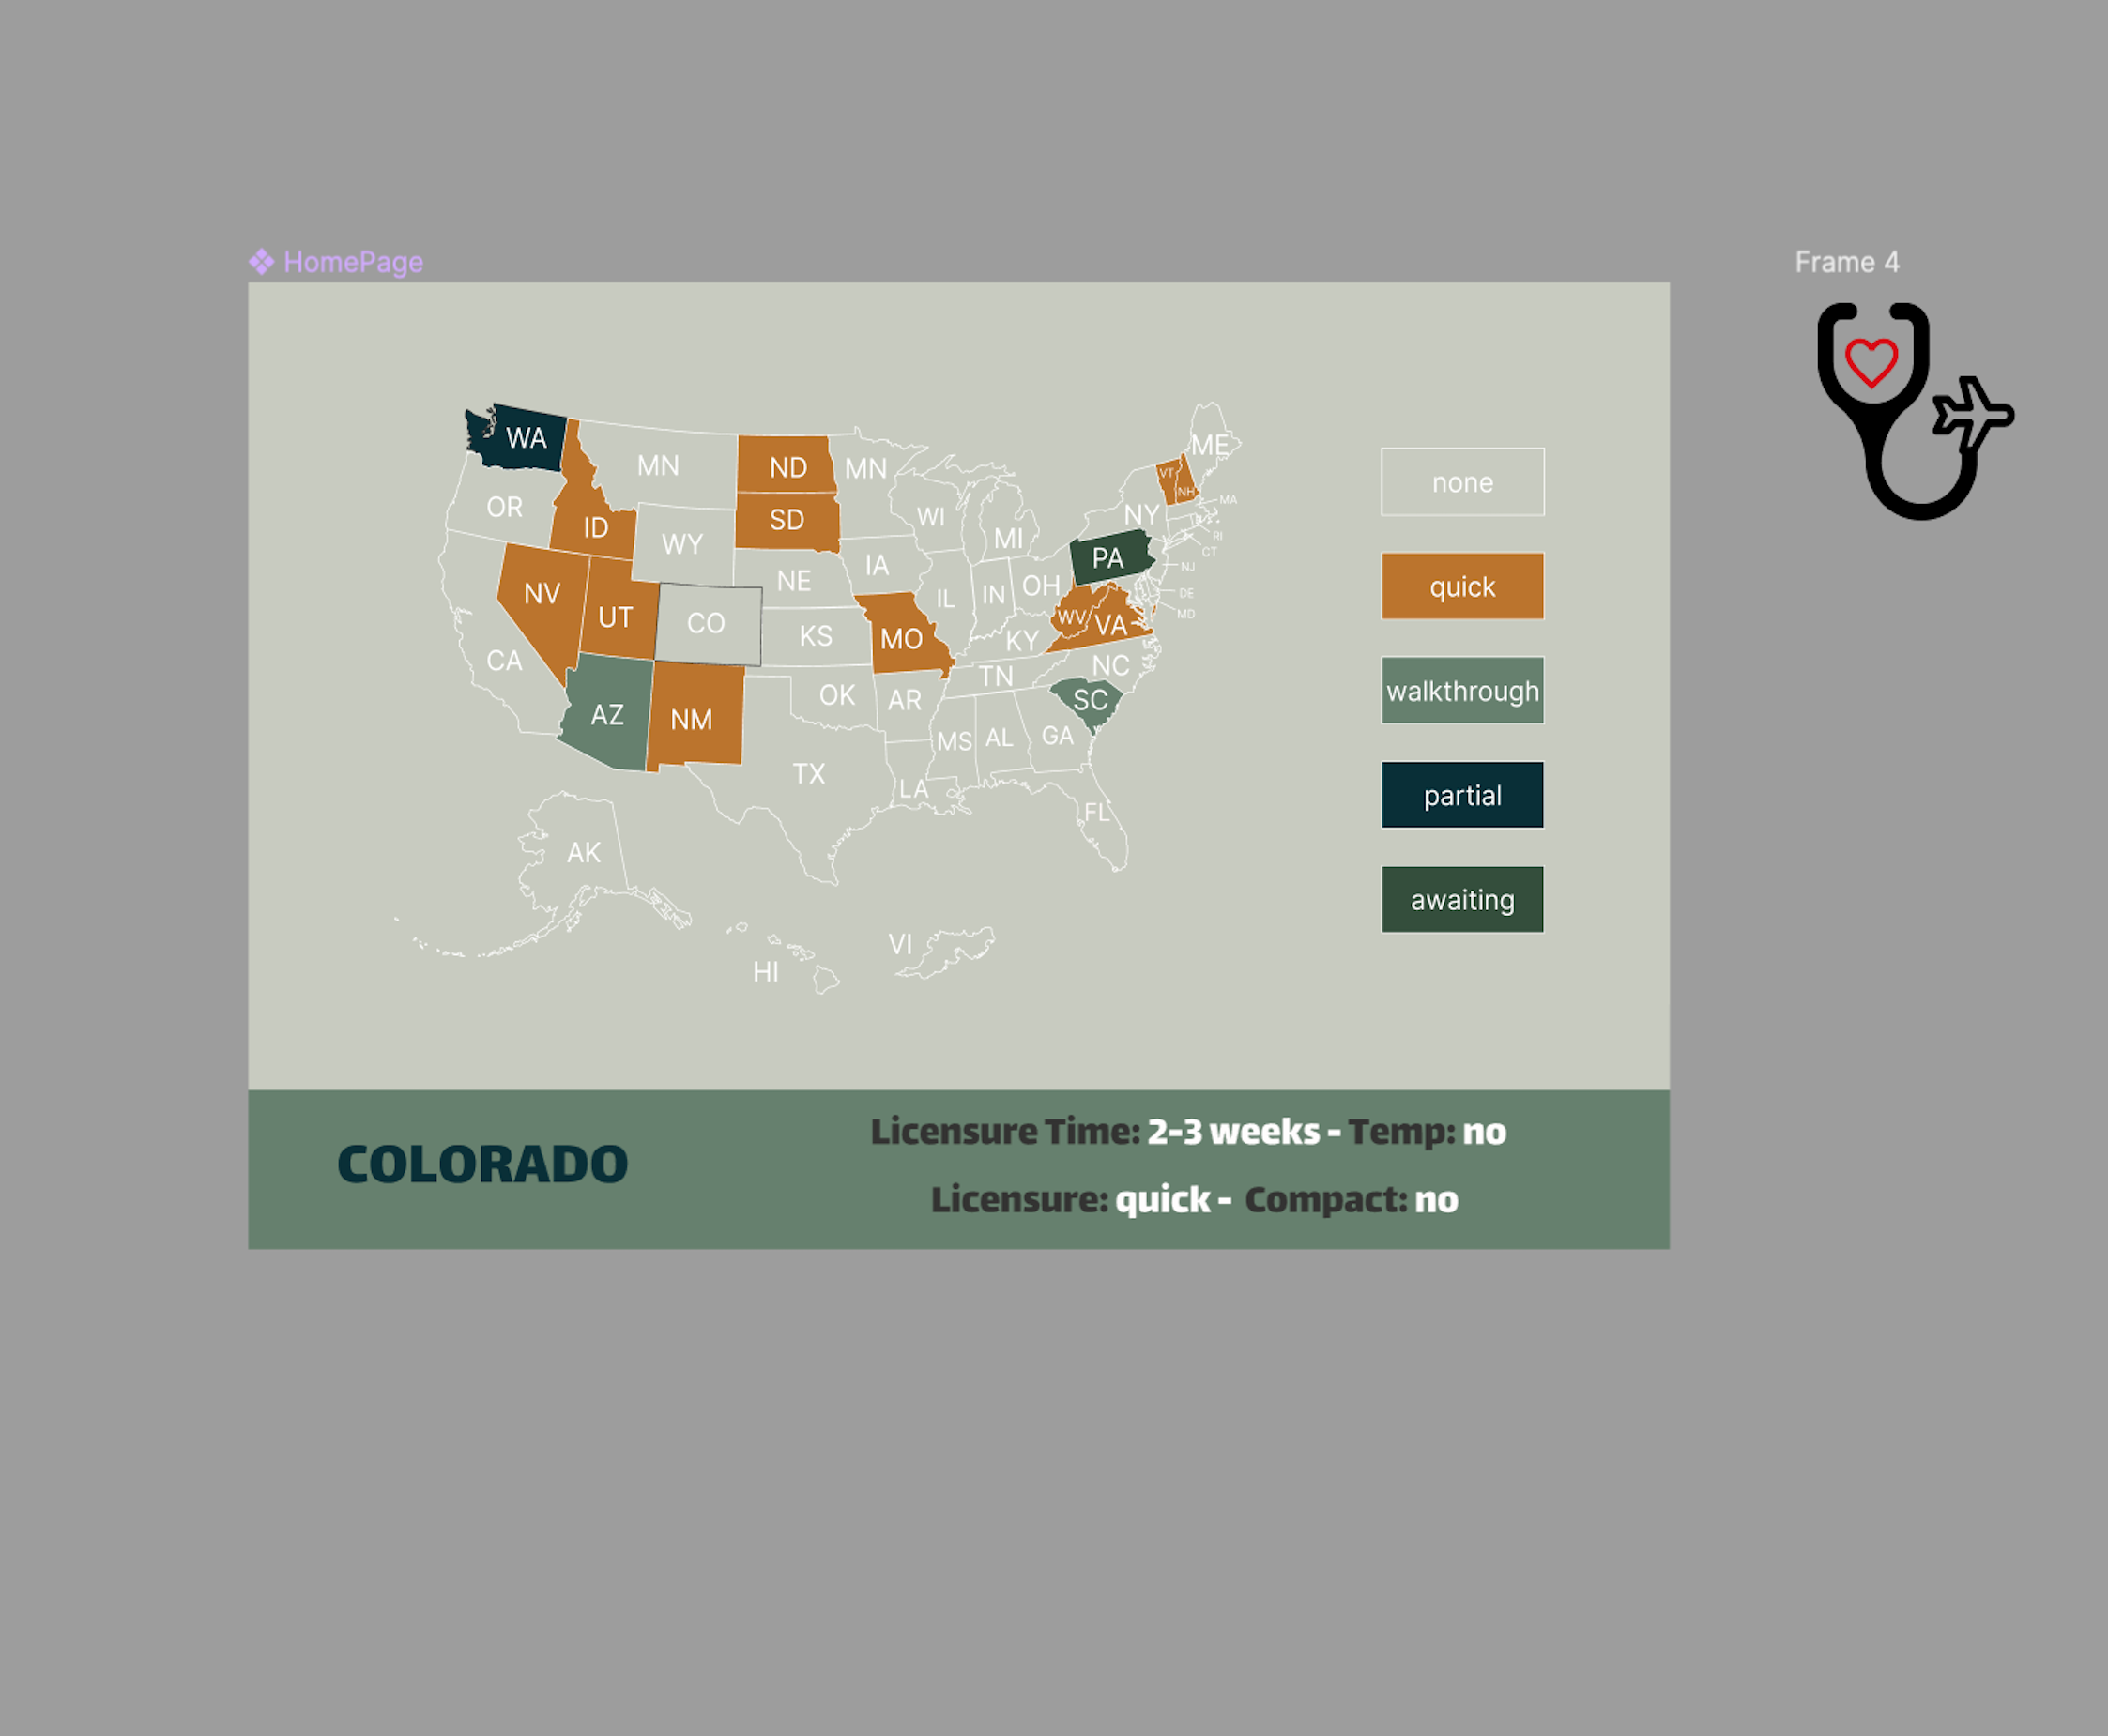 HomePage
Frame 4
WA
MN
ND
MN
ME
VT
NH
MA
OR
ID
SD
WI
NY
RI
WY
MI
CT
PA
NJ
IA
NE
OH
DE
NV
IN
IL
MD
UT
CO
WV
VA
KS
MO
KY
CA
NC
TN
OK
AR
SC
AZ
NM
MS
AL
GA
TX
LA
FL
AK
VI
HI
none
quick
walkthrough
partial
awaiting
COLORADO
Licensure Time: 2-3 weeks - Temp: no
Licensure: quick - Compact: no